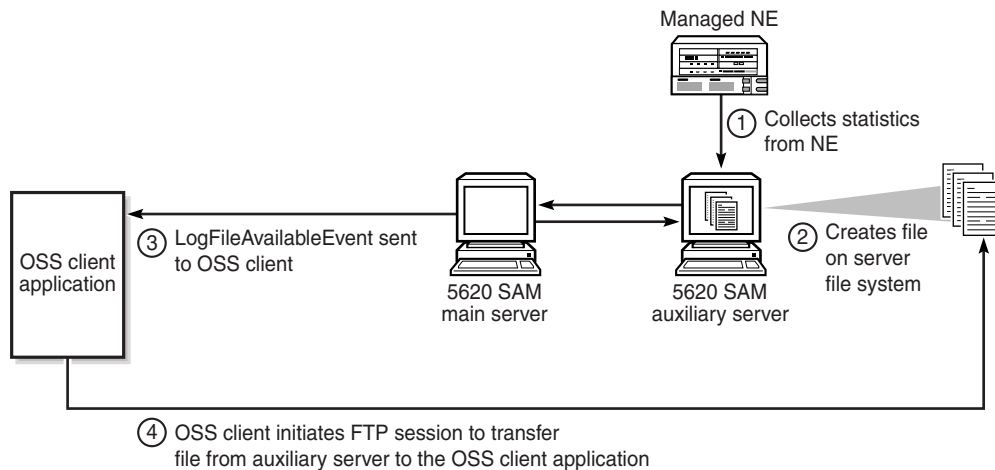 Managed NE
1 Collects statistics
from NE
3 LogFileAvailableEvent sent
to OSS client
OSS client
application
5620 SAM
main server
5620 SAM
auxiliary server
2 Creates file
on server
file system
4 OSS client initiates FTP session to transfer
file from auxiliary server to the OSS client application